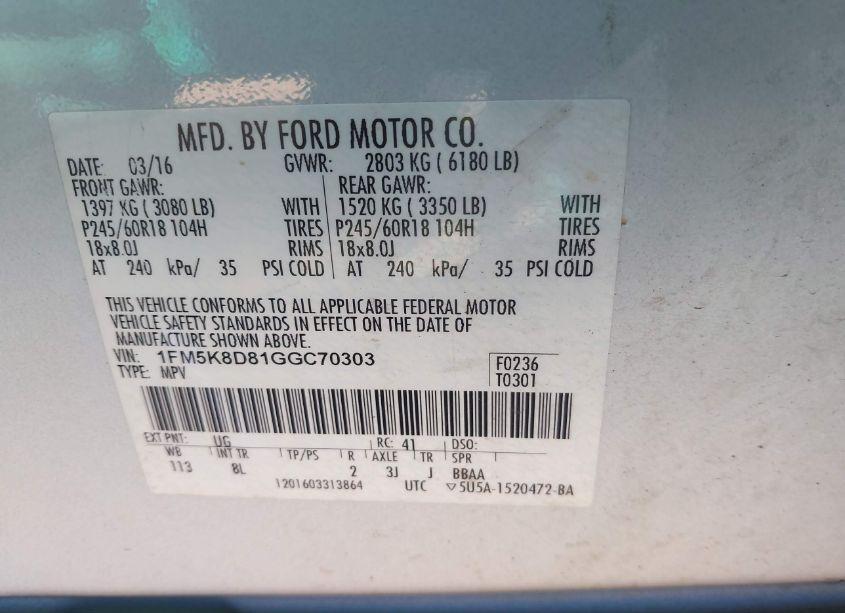 MFD. BY FORD MOTOR CO.
DATE: 03/16 GVWR: 2803 KG ( 6180 LB)
FRONT GAWR: REAR GAWR:
1397 KG ( 3080 LB) WITH 1520 KG ( 3350 LB) WITH
P245/60R18 104H TIRES P245/60R18 104H TIRES
18x8.0J RIMS 18x8.0J RIMS
AT 240 kPa/ 35 PSI COLD AT 240 kPa/ 35 PSI COLD
THIS VEHICLE CONFORMS TO ALL APPLICABLE FEDERAL MOTOR
VEHICLE SAFETY STANDARDS IN EFFECT ON THE DATE OF
MANUFACTURE SHOWN ABOVE.
VIN: 1FM5K8D81GGC70303 F0236
TYPE: MPV T0301
EXT PNT: UG RC: 41 DSO:
WB INT TR TP/PS R AXLE TR SPR
113 8L 2 3J J BBAA
1201603313864 UTC ▽5U5A-1520472-BA